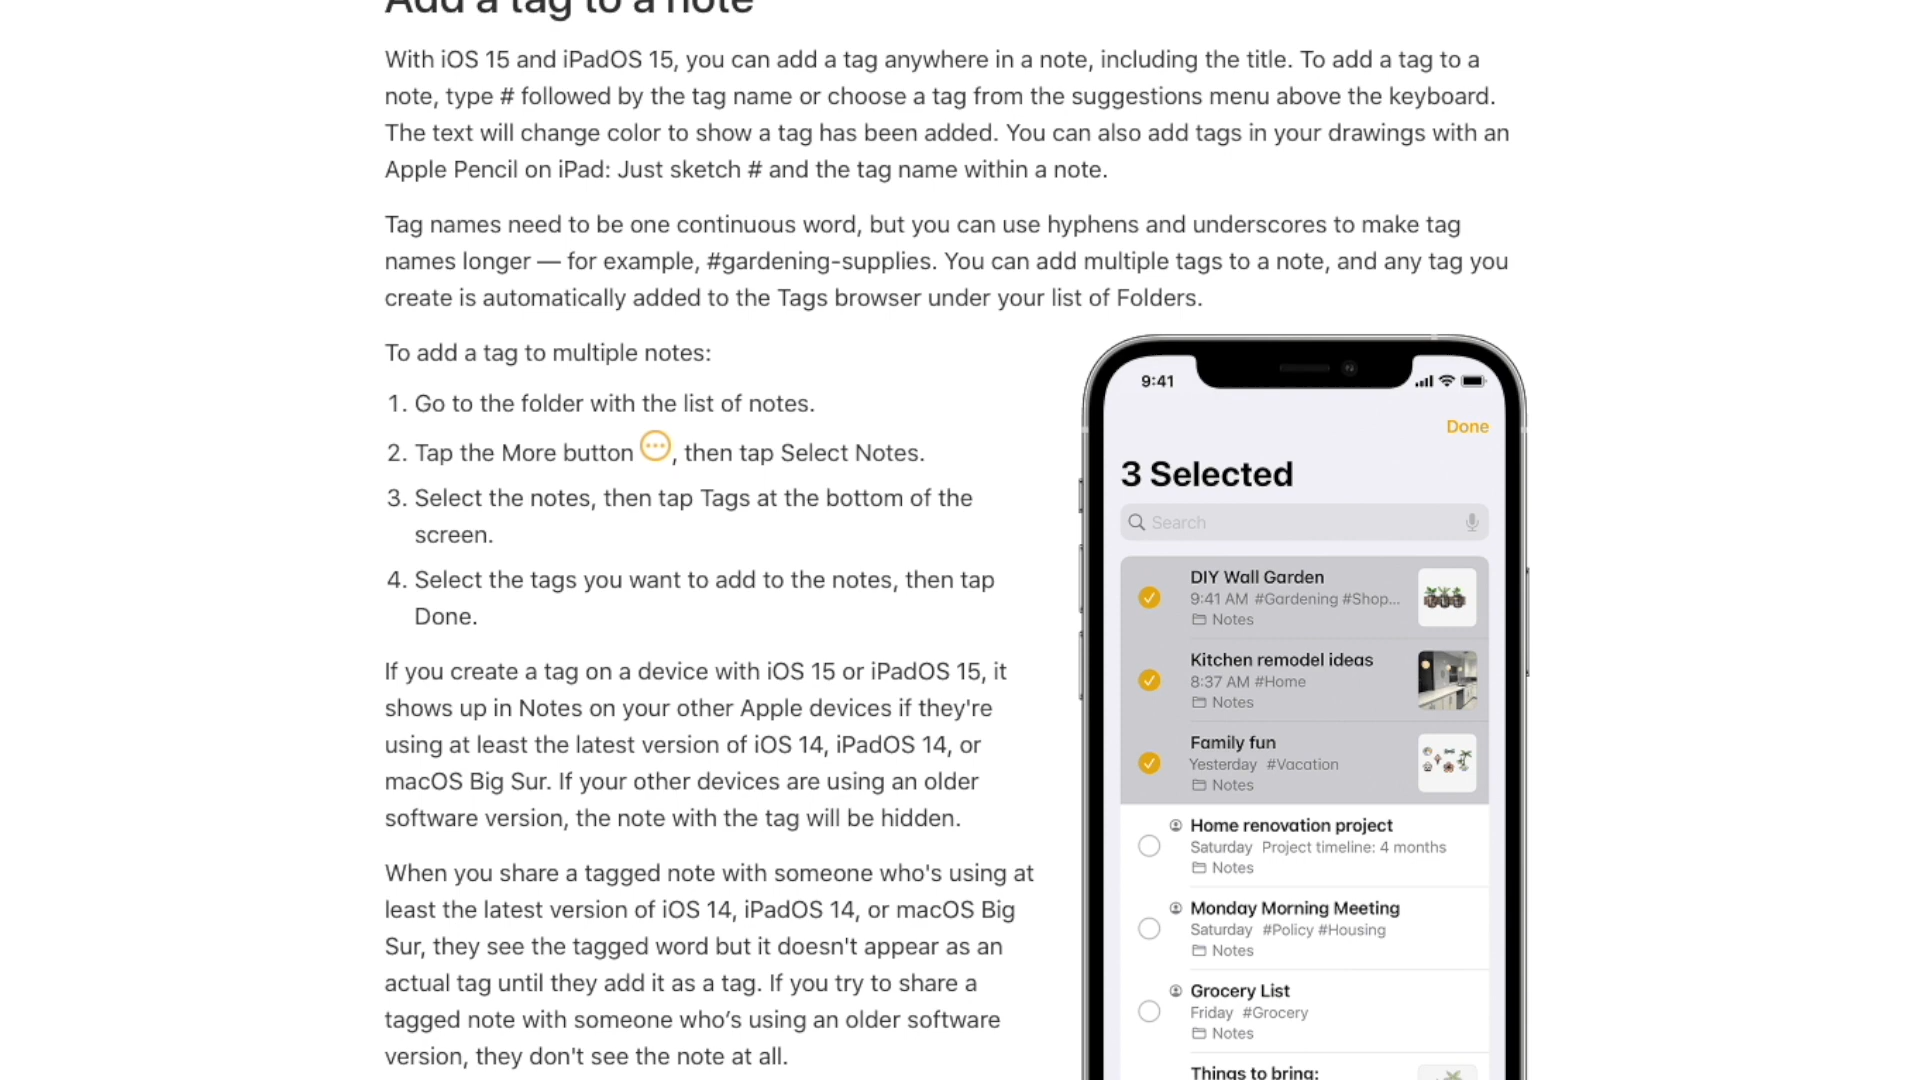 Add a tag to a note
With iOS 15 and iPadOS 15, you can add a tag anywhere in a note, including the title. To add a tag to a
note, type # followed by the tag name or choose a tag from the suggestions menu above the keyboard.
The text will change color to show a tag has been added. You can also add tags in your drawings with an
Apple Pencil on iPad: Just sketch # and the tag name within a note.
Tag names need to be one continuous word, but you can use hyphens and underscores to make tag
names longer — for example, #gardening-supplies. You can add multiple tags to a note, and any tag you
create is automatically added to the Tags browser under your list of Folders.
To add a tag to multiple notes:
1. Go to the folder with the list of notes.
2. Tap the More button , then tap Select Notes.
3. Select the notes, then tap Tags at the bottom of the
screen.
4. Select the tags you want to add to the notes, then tap
Done.
If you create a tag on a device with iOS 15 or iPadOS 15, it
shows up in Notes on your other Apple devices if they're
using at least the latest version of iOS 14, iPadOS 14, or
macOS Big Sur. If your other devices are using an older
software version, the note with the tag will be hidden.
When you share a tagged note with someone who's using at
least the latest version of iOS 14, iPadOS 14, or macOS Big
Sur, they see the tagged word but it doesn't appear as an
actual tag until they add it as a tag. If you try to share a
tagged note with someone who’s using an older software
version, they don't see the note at all.
9:41
Done
3 Selected
Search
DIY Wall Garden
9:41 AM #Gardening #Shop...
Notes
Kitchen remodel ideas
8:37 AM #Home
Notes
Family fun
Yesterday #Vacation
Notes
Home renovation project
Saturday Project timeline: 4 months
Notes
Monday Morning Meeting
Saturday #Policy #Housing
Notes
Grocery List
Friday #Grocery
Notes
Things to bring: